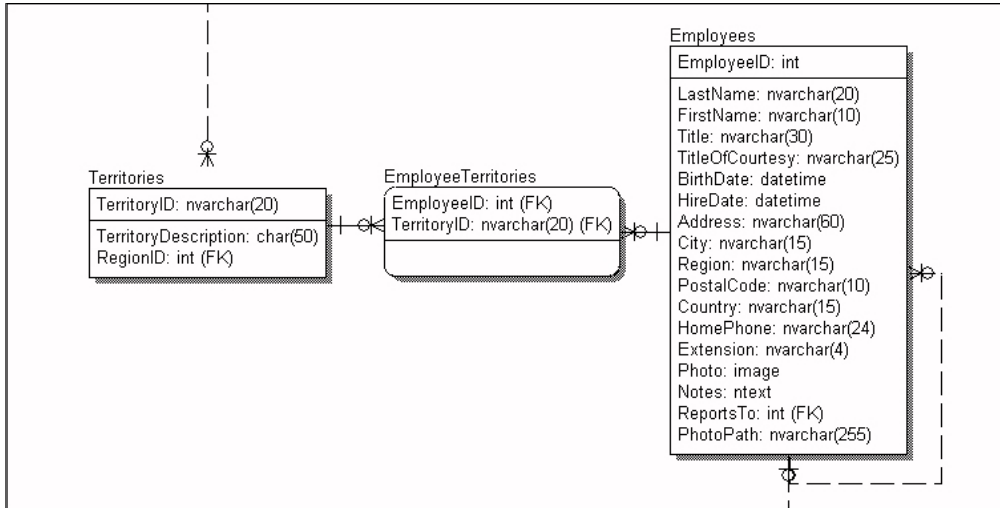 Territories
TerritoryID: nvarchar(20)
TerritoryDescription: char(50)
RegionID: int (FK)
EmployeeTerritories
EmployeeID: int (FK)
TerritoryID: nvarchar(20) (FK)
Employees
EmployeeID: int
LastName: nvarchar(20)
FirstName: nvarchar(10)
Title: nvarchar(30)
TitleOfCourtesy: nvarchar(25)
BirthDate: datetime
HireDate: datetime
Address: nvarchar(60)
City: nvarchar(15)
Region: nvarchar(15)
PostalCode: nvarchar(10)
Country: nvarchar(15)
HomePhone: nvarchar(24)
Extension: nvarchar(4)
Photo: image
Notes: ntext
ReportsTo: int (FK)
PhotoPath: nvarchar(255)